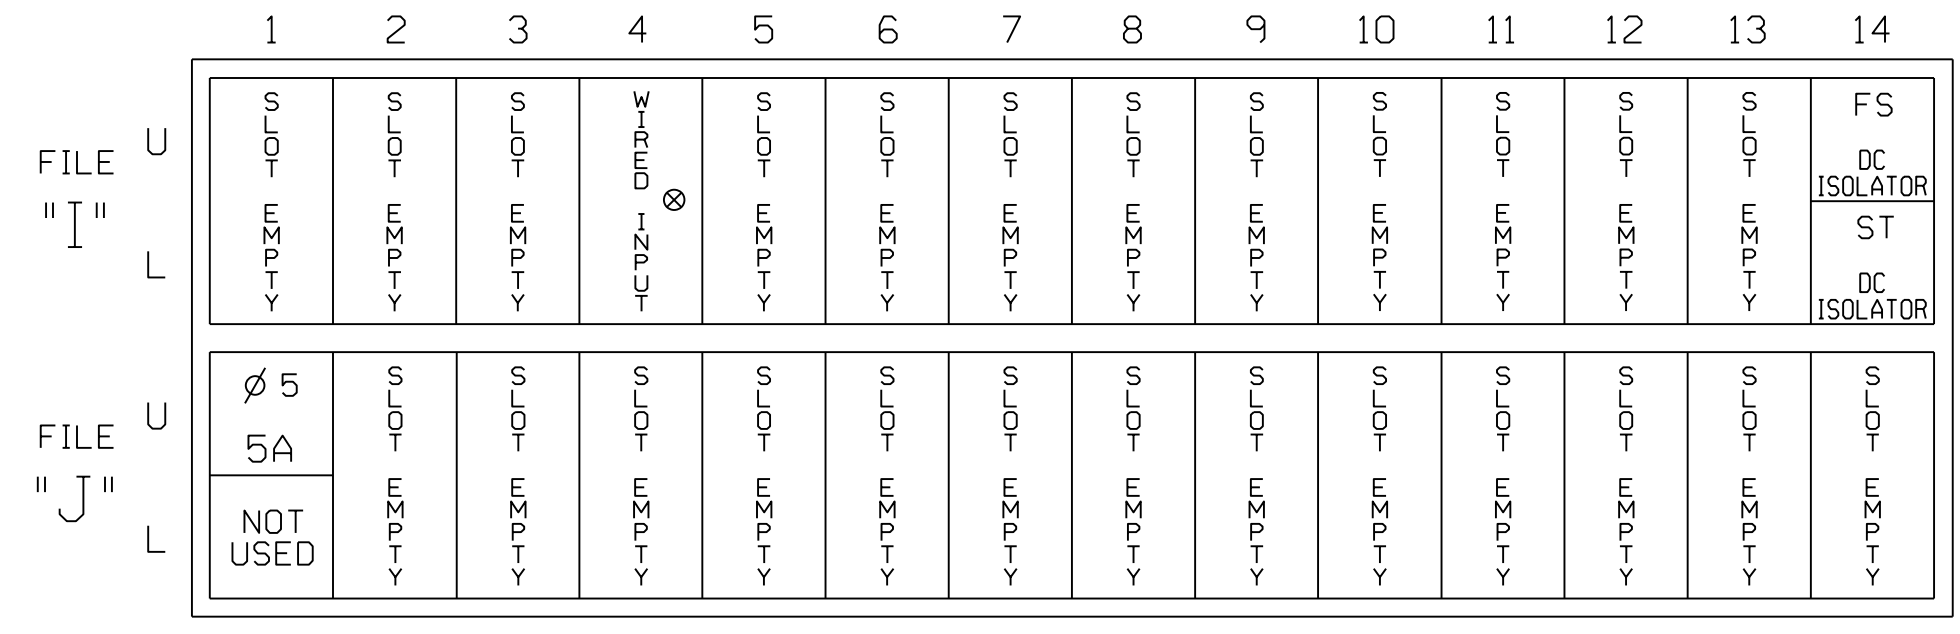 1 2 3 4 5 6 7 8 9 10 11 12 13 14
FILE
"I"
U
L
SLOT EMPTY
SLOT EMPTY
SLOT EMPTY
WIRED INPUT
SLOT EMPTY
SLOT EMPTY
SLOT EMPTY
SLOT EMPTY
SLOT EMPTY
SLOT EMPTY
SLOT EMPTY
SLOT EMPTY
SLOT EMPTY
FS
DC
ISOLATOR
ST
DC
ISOLATOR
FILE
"J"
U
L
Ø 5
5A
NOT
USED
SLOT EMPTY
SLOT EMPTY
SLOT EMPTY
SLOT EMPTY
SLOT EMPTY
SLOT EMPTY
SLOT EMPTY
SLOT EMPTY
SLOT EMPTY
SLOT EMPTY
SLOT EMPTY
SLOT EMPTY
SLOT EMPTY